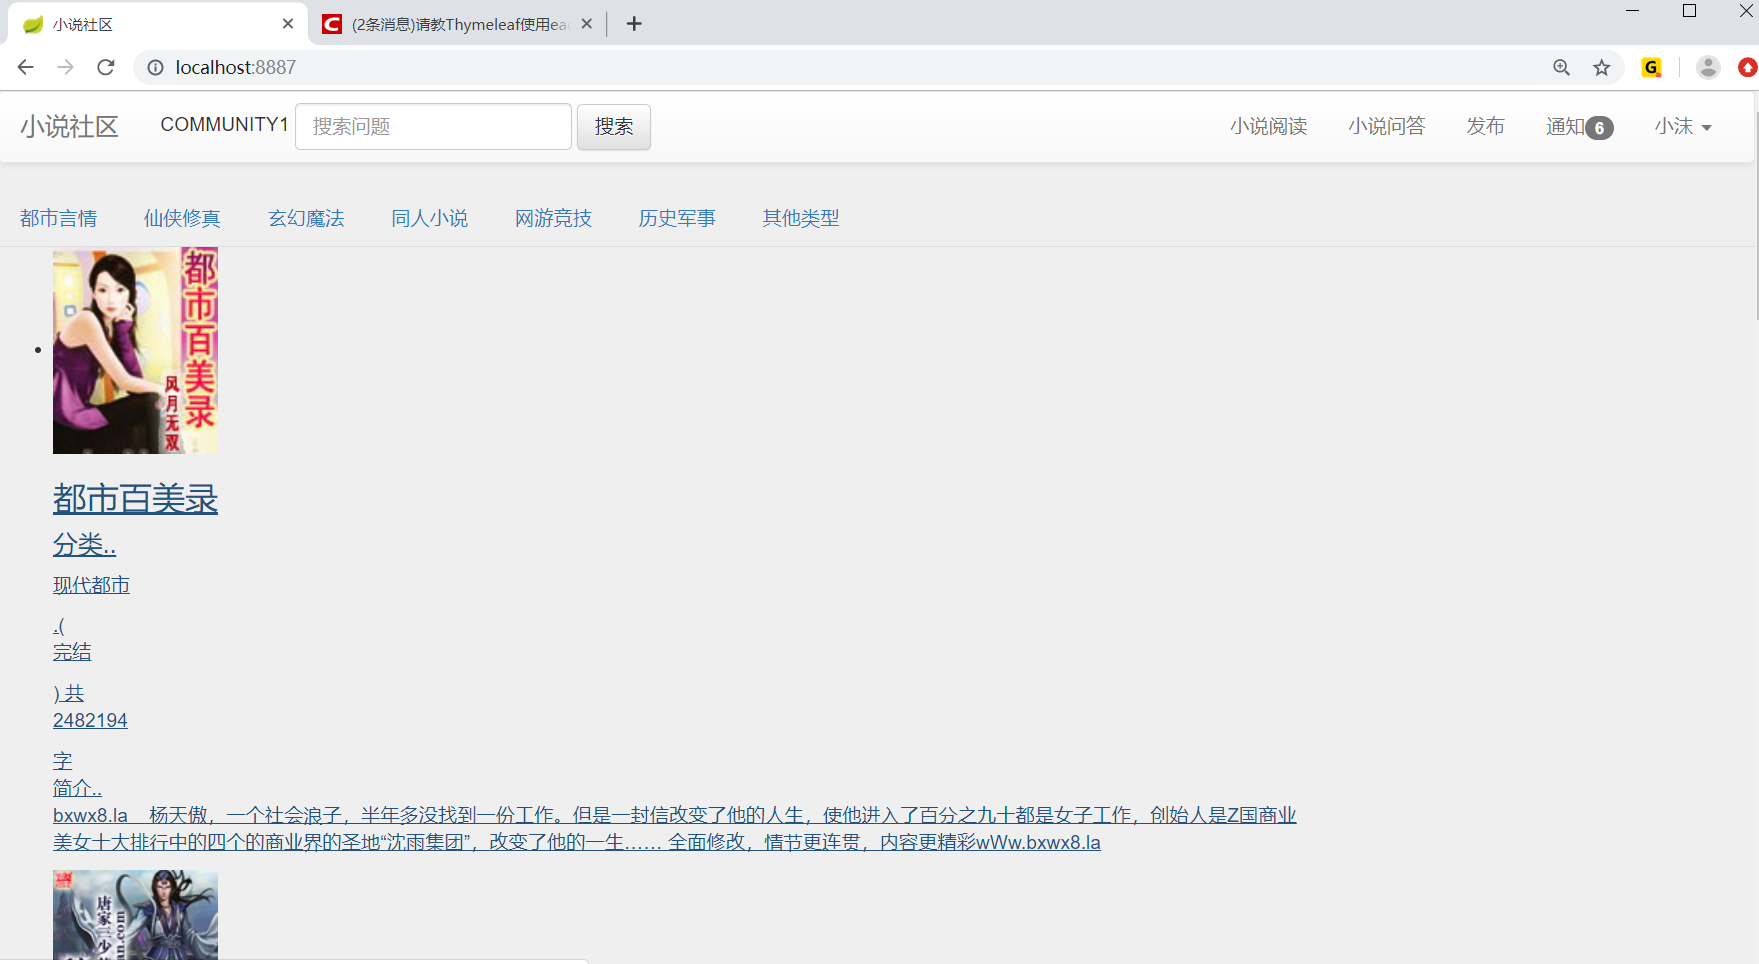 小说社区
(2条消息)请教Thymeleaf使用ea
localhost:8887
小说社区 COMMUNITY1 搜索问题 搜索 小说阅读 小说问答 发布 通知6 小沫
都市言情 仙侠修真 玄幻魔法 同人小说 网游竞技 历史军事 其他类型
都市百美录
风月无双
都市百美录
分类..
现代都市
.(
完结
) 共
2482194
字
简介..
bxwx8.la 杨天傲，一个社会浪子，半年多没找到一份工作。但是一封信改变了他的人生，使他进入了百分之九十都是女子工作，创始人是Z国商业
美女十大排行中的四个的商业界的圣地“沈雨集团”，改变了他的一生…… 全面修改，情节更连贯，内容更精彩wWw.bxwx8.la
唐家三少